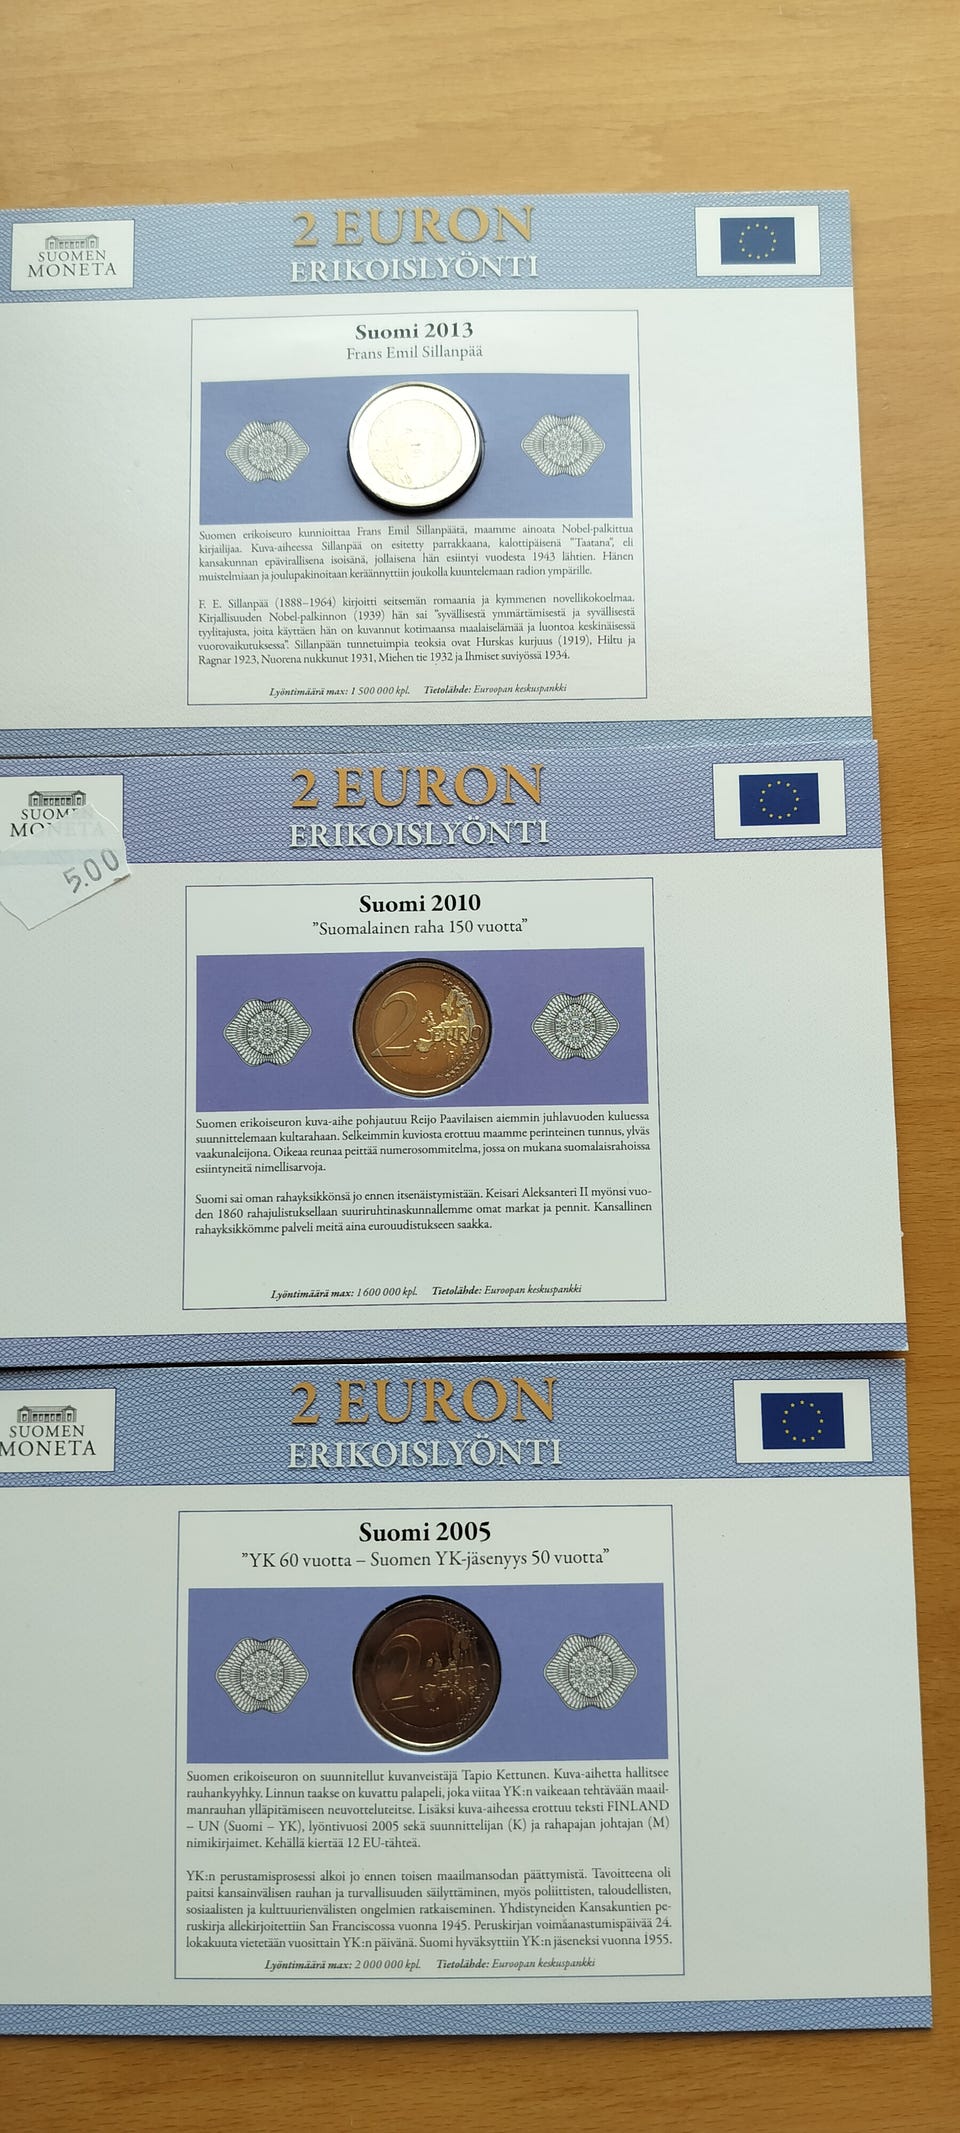 SUOMEN
MONETA
2 EURON
ERIKOISLYÖNTI
Suomi 2013
Frans Emil Sillanpää
Suomen erikoiseuro kunnioittaa Frans Emil Sillanpäätä, maamme ainoata Nobel-palkittua
kirjailijaa. Kuva-aiheessa Sillanpää on esitetty parrakkaana, kalottipäisenä "Taatana", eli
kansakunnan epävirallisena isoisänä, jollaisena hän esiintyi vuodesta 1943 lähtien. Hänen
muistelmiaan ja joulupakinoitaan keräännyttiin joukolla kuuntelemaan radion ympärille.
F. E. Sillanpää (1888–1964) kirjoitti seitsemän romaania ja kymmenen novellikokoelmaa.
Kirjallisuuden Nobel-palkinnon (1939) hän sai "syvällisestä ymmärtämisestä ja syvällisestä
tyylitajusta, joita käyttäen hän on kuvannut kotimaansa maalaiselämää ja luontoa keskinäisessä
vuorovaikutuksessa". Sillanpään tunnetuimpia teoksia ovat Hurskas kurjuus (1919), Hiltu ja
Ragnar 1923, Nuorena nukkunut 1931, Miehen tie 1932 ja Ihmiset suviyössä 1934.
Lyöntimäärä max: 1 500 000 kpl. Tietolähde: Euroopan keskuspankki
SUOM
MONETA
5.00
2 EURON
ERIKOISLYÖNTI
Suomi 2010
"Suomalainen raha 150 vuotta"
2 EURO
Suomen erikoiseuron kuva-aihe pohjautuu Reijo Paavilaisen aiemmin juhlavuoden kuluessa
suunnittelemaan kultarahaan. Selkeimmin kuviosta erottuu maamme perinteinen tunnus, ylväs
vaakunaleijona. Oikeaa reunaa peittää numerosommitelma, jossa on mukana suomalaisrahoissa
esiintyneitä nimellisarvoja.
Suomi sai oman rahayksikkönsä jo ennen itsenäistymistään. Keisari Aleksanteri II myönsi vuo-
den 1860 rahajulistuksellaan suuriruhtinaskunnallemme omat markat ja pennit. Kansallinen
rahayksikkömme palveli meitä aina eurouudistukseen saakka.
Lyöntimäärä max: 1 600 000 kpl. Tietolähde: Euroopan keskuspankki
SUOMEN
MONETA
2 EURON
ERIKOISLYÖNTI
Suomi 2005
"YK 60 vuotta – Suomen YK-jäsenyys 50 vuotta"
2
Suomen erikoiseuron on suunnitellut kuvanveistäjä Tapio Kettunen. Kuva-aihetta hallitsee
rauhankyyhky. Linnun taakse on kuvattu palapeli, joka viitaa YK:n vaikeaan tehtävään maail-
manrauhan ylläpitämiseen neuvotteluteitse. Lisäksi kuva-aiheessa erottuu teksti FINLAND
– UN (Suomi – YK), lyöntivuosi 2005 sekä suunnittelijan (K) ja rahapajan johtajan (M)
nimikirjaimet. Kehällä kiertää 12 EU-tähteä.
YK:n perustamisprosessi alkoi jo ennen toisen maailmansodan päättymistä. Tavoitteena oli
paitsi kansainvälisen rauhan ja turvallisuuden säilyttäminen, myös poliittisten, taloudellisten,
sosiaalisten ja kulttuurienvälisten ongelmien ratkaiseminen. Yhdistyneiden Kansakuntien pe-
ruskirja allekirjoitettiin San Franciscossa vuonna 1945. Peruskirjan voimaanastumispäivää 24.
lokakuuta vietetään vuosittain YK:n päivänä. Suomi hyväksyttiin YK:n jäseneksi vuonna 1955.
Lyöntimäärä max: 2 000 000 kpl. Tietolähde: Euroopan keskuspankki